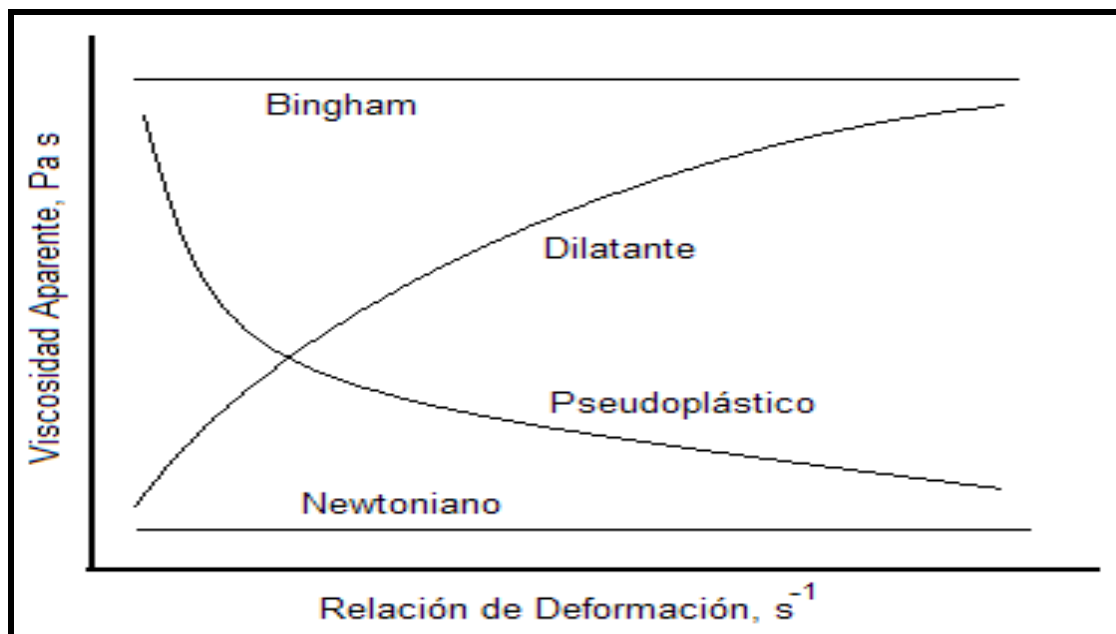 Viscosidad Aparente, Pa s
Bingham
Dilatante
Pseudoplástico
Newtoniano
Relación de Deformación, s⁻¹